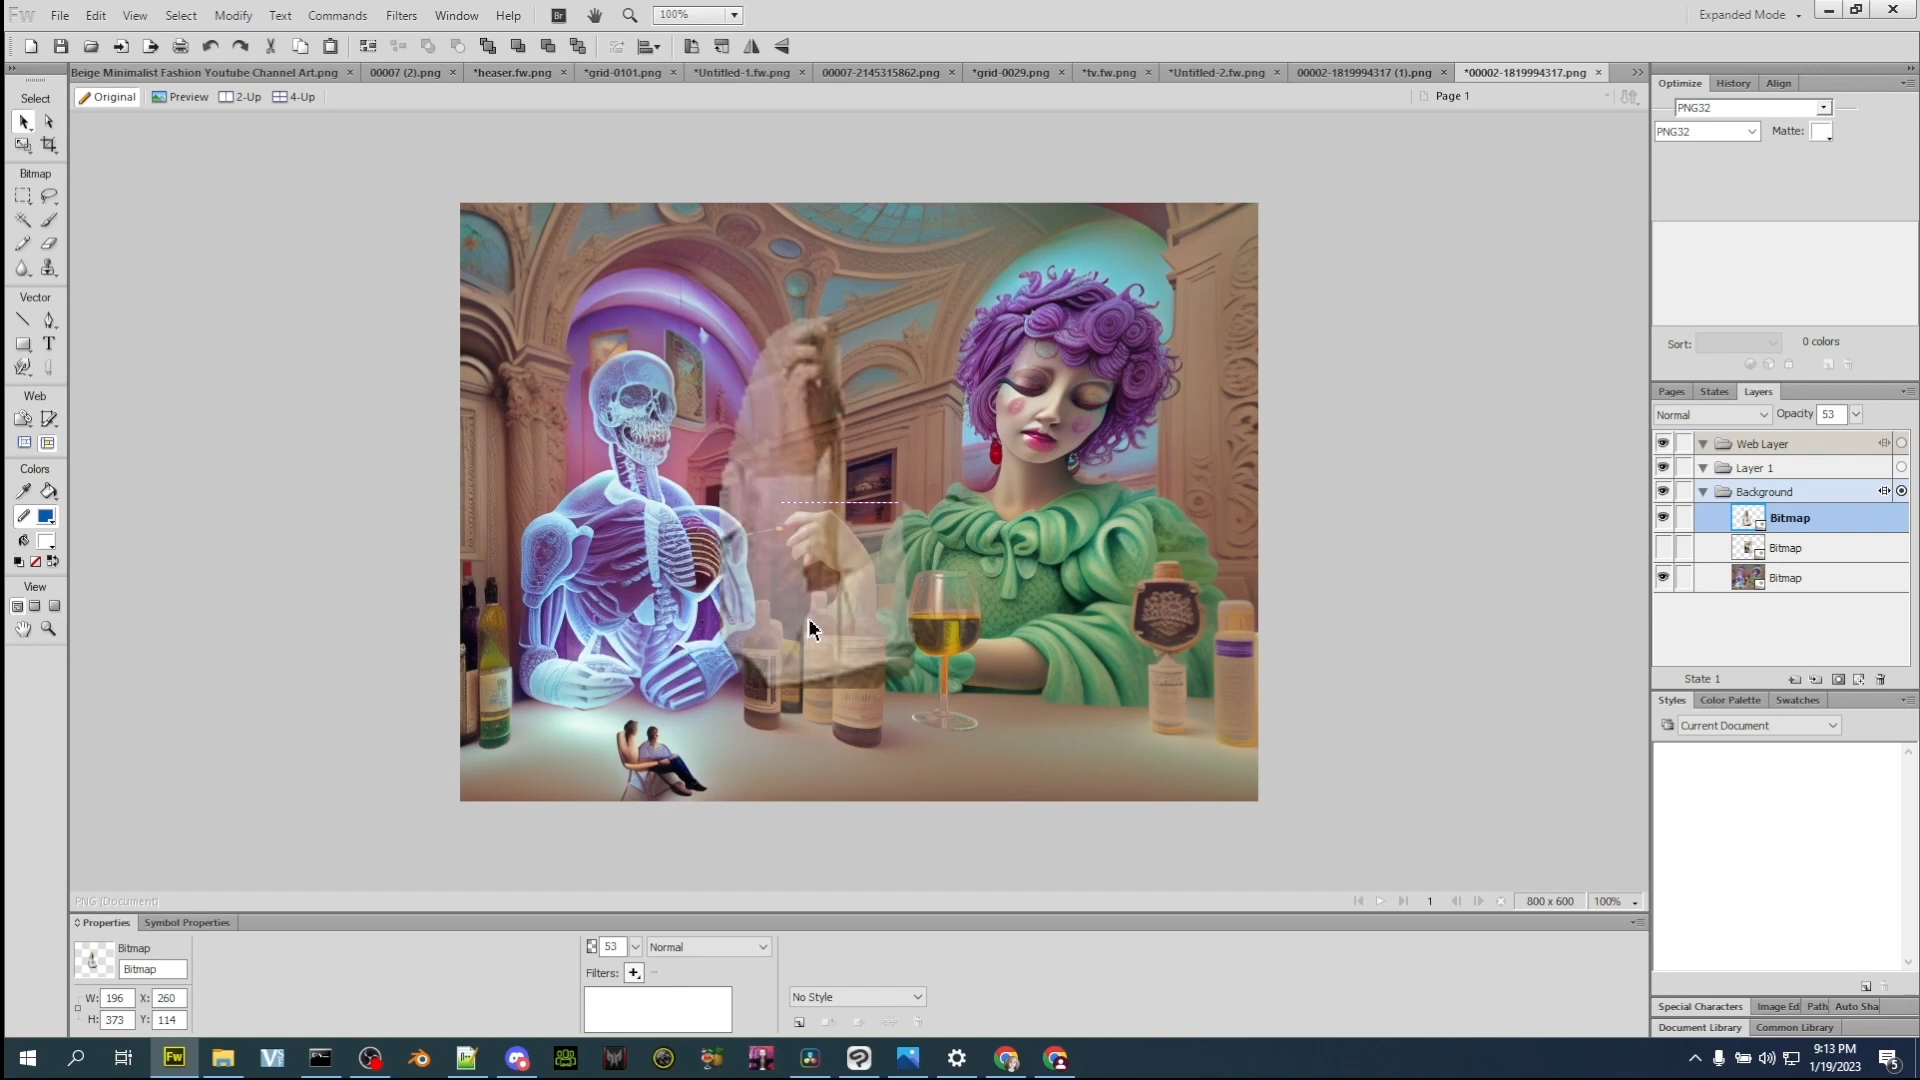 Fw File Edit View Select Modify Text Commands Filters Window Help Br 100% Expanded Mode
Beige Minimalist Fashion Youtube Channel Art.png × 00007 (2).png × *heaser.fw.png × *grid-0101.png × *Untitled-1.fw.png × 00007-2145315862.png × *grid-0029.png × *tv.fw.png × *Untitled-2.fw.png × 00002-1819994317 (1).png × *00002-1819994317.png ×
Original Preview 2-Up 4-Up Page 1
Select
Bitmap
Vector
T
Web
Colors
View
Optimize History Align
PNG32
PNG32 Matte:
Sort: 0 colors
Pages States Layers
Normal Opacity 53
Web Layer
Layer 1
Background
Bitmap
Bitmap
Bitmap
State 1
Styles Color Palette Swatches
Current Document
Special Characters Image Ed Path Auto Sha
Document Library Common Library
PNG (Document) 1 800 x 600 100%
Properties Symbol Properties
Bitmap
Bitmap
W: 196 X: 260
H: 373 Y: 114
53 Normal
Filters:
No Style
Fw
9:13 PM
1/19/2023
5